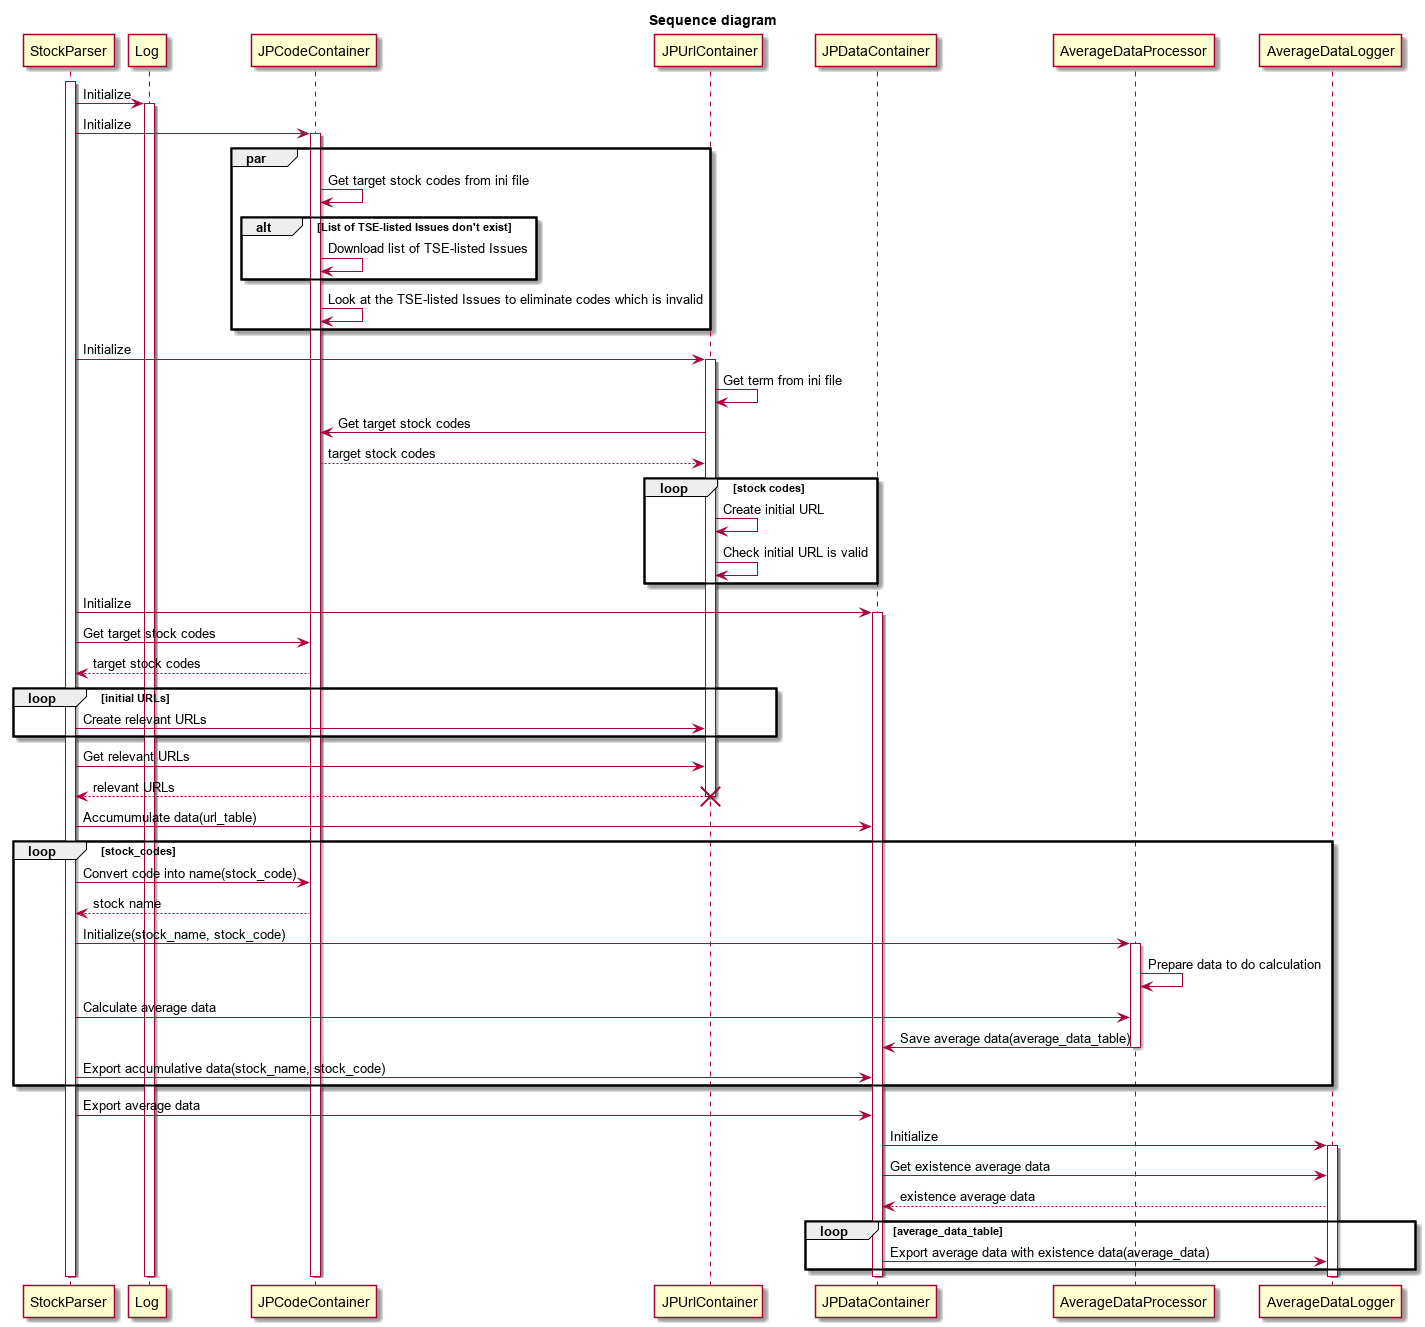 Sequence diagram
StockParser Log JPCodeContainer JPUrlContainer JPDataContainer AverageDataProcessor AverageDataLogger
Initialize
Initialize
par
Get target stock codes from ini file
alt [List of TSE-listed Issues don't exist]
Download list of TSE-listed Issues
Look at the TSE-listed Issues to eliminate codes which is invalid
Initialize
Get term from ini file
Get target stock codes
target stock codes
loop [stock codes]
Create initial URL
Check initial URL is valid
Initialize
Get target stock codes
target stock codes
loop [initial URLs]
Create relevant URLs
Get relevant URLs
relevant URLs
Accumumulate data(url_table)
loop [stock_codes]
Convert code into name(stock_code)
stock name
Initialize(stock_name, stock_code)
Prepare data to do calculation
Calculate average data
Save average data(average_data_table)
Export accumulative data(stock_name, stock_code)
Export average data
Initialize
Get existence average data
existence average data
loop [average_data_table]
Export average data with existence data(average_data)
StockParser Log JPCodeContainer JPUrlContainer JPDataContainer AverageDataProcessor AverageDataLogger